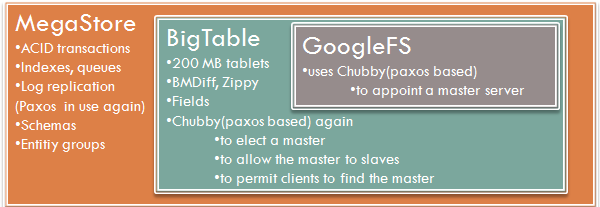 MegaStore
•ACID transactions
•Indexes, queues
•Log replication
(Paxos in use again)
•Schemas
•Entitiy groups
BigTable
•200 MB tablets
•BMDiff, Zippy
•Fields
•Chubby(paxos based) again
•to elect a master
•to allow the master to slaves
•to permit clients to find the master
GoogleFS
•uses Chubby(paxos based)
•to appoint a master server